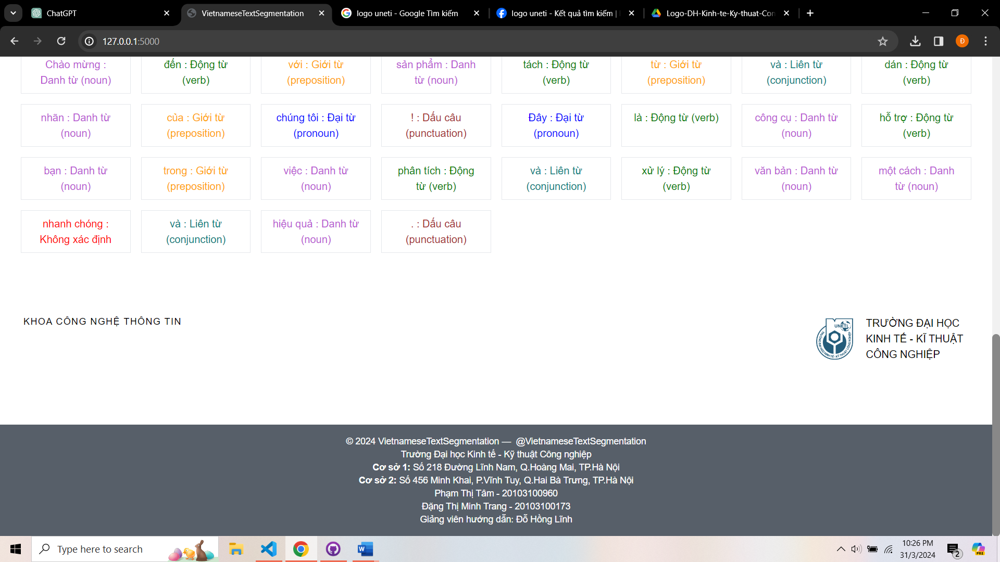 ChatGPT
VietnameseTextSegmentation
logo uneti - Google Tìm kiếm
logo uneti - Kết quả tìm kiếm |
Logo-DH-Kinh-te-Ky-thuat-Con
127.0.0.1:5000
Đ
Chào mừng : Danh từ (noun)
đến : Động từ (verb)
với : Giới từ (preposition)
sản phẩm : Danh từ (noun)
tách : Động từ (verb)
từ : Giới từ (preposition)
và : Liên từ (conjunction)
dán : Động từ (verb)
nhãn : Danh từ (noun)
của : Giới từ (preposition)
chúng tôi : Đại từ (pronoun)
! : Dấu câu (punctuation)
Đây : Đại từ (pronoun)
là : Động từ (verb)
công cụ : Danh từ (noun)
hỗ trợ : Động từ (verb)
bạn : Danh từ (noun)
trong : Giới từ (preposition)
việc : Danh từ (noun)
phân tích : Động từ (verb)
và : Liên từ (conjunction)
xử lý : Động từ (verb)
văn bản : Danh từ (noun)
một cách : Danh từ (noun)
nhanh chóng : Không xác định
và : Liên từ (conjunction)
hiệu quả : Danh từ (noun)
. : Dấu câu (punctuation)
KHOA CÔNG NGHỆ THÔNG TIN
UNETI
TRƯỜNG ĐẠI HỌC KINH TẾ - KỸ THUẬT CÔNG NGHIỆP
TRƯỜNG ĐẠI HỌC
KINH TẾ - KĨ THUẬT
CÔNG NGHIỆP
© 2024 VietnameseTextSegmentation — @VietnameseTextSegmentation
Trường Đại học Kinh tế - Kỹ thuật Công nghiệp
Cơ sở 1: Số 218 Đường Lĩnh Nam, Q.Hoàng Mai, TP.Hà Nội
Cơ sở 2: Số 456 Minh Khai, P.Vĩnh Tuy, Q.Hai Bà Trưng, TP.Hà Nội
Phạm Thị Tâm - 20103100960
Đặng Thị Minh Trang - 20103100173
Giảng viên hướng dẫn: Đỗ Hồng Lĩnh
Type here to search
W
10:26 PM
31/3/2024
2
PRE